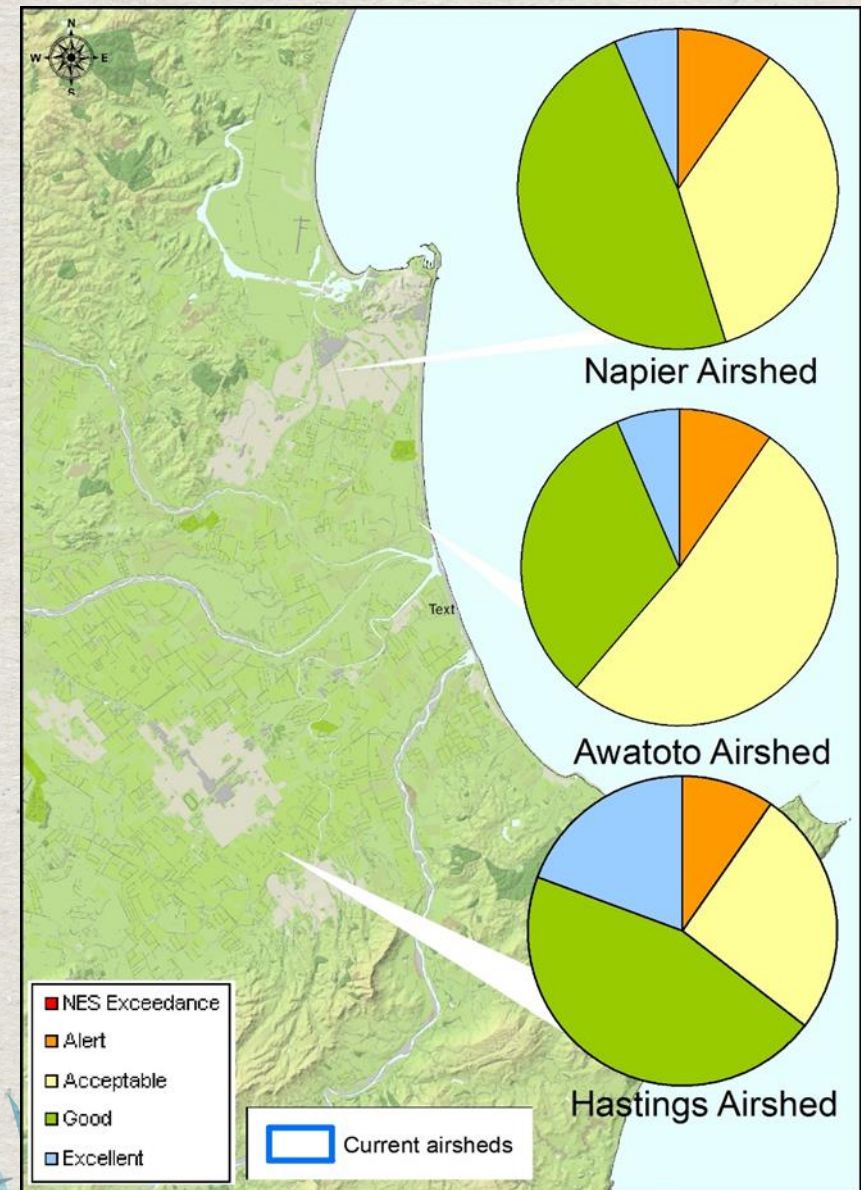 N
W E
S
Napier Airshed
Text
Awatoto Airshed
Hastings Airshed
NES Exceedance
Alert
Acceptable
Good
Excellent
Current airsheds